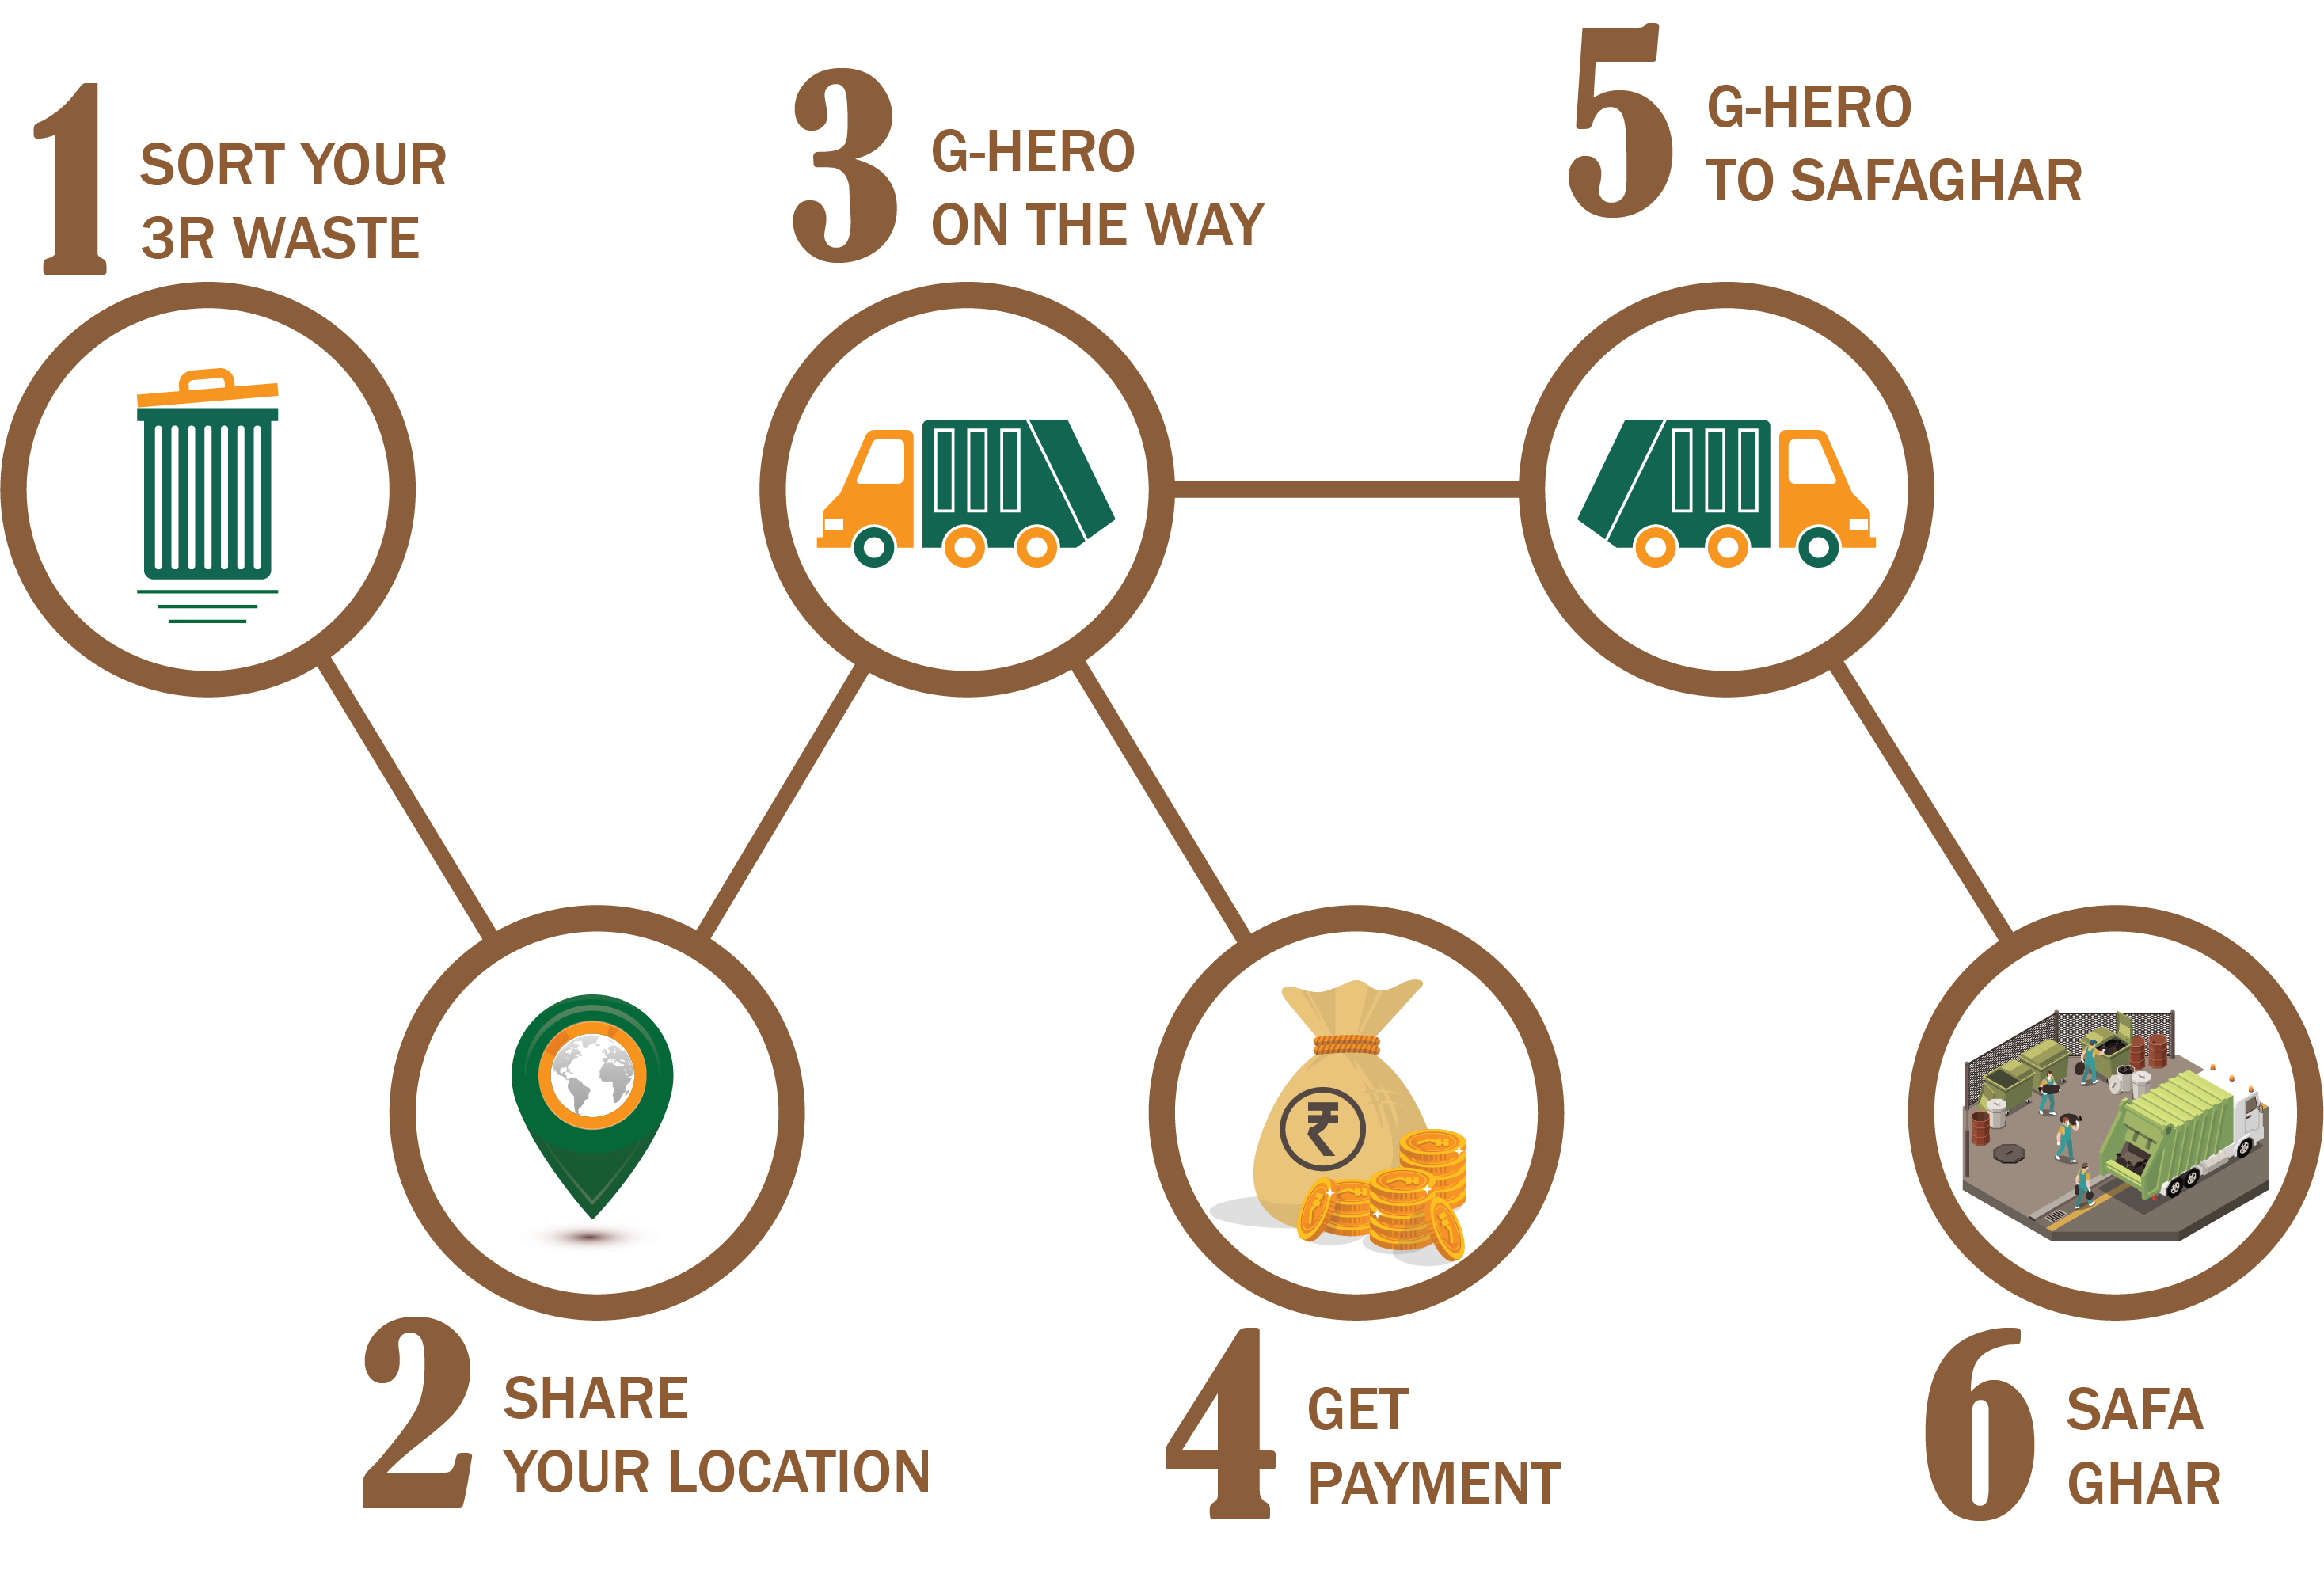 1
SORT YOUR
3R WASTE
2
SHARE
YOUR LOCATION
3
G-HERO
ON THE WAY
4
GET
PAYMENT
₹
5
G-HERO
TO SAFAGHAR
6
SAFA
GHAR